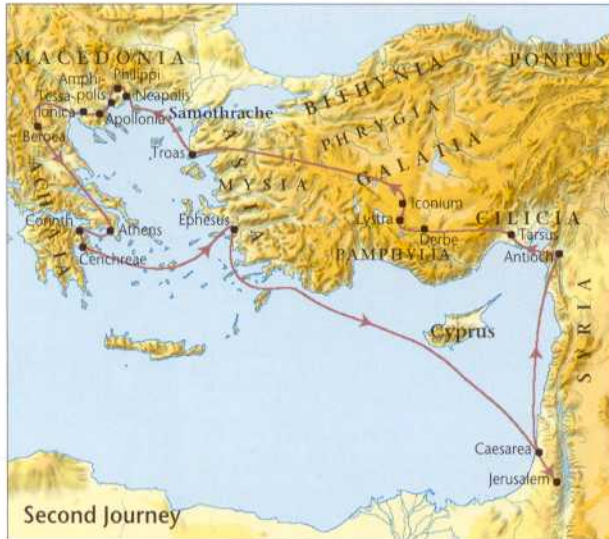 MACEDONIA
PONTUS
Philippi
Amphi-
polis
Neapolis
BITHYNIA
Tessa-
lonica
Apollonia
Samothrache
PHRYGIA
Beroea
Troas
ASIA
MYSIA
GALATIA
ACHAIA
Iconium
Corinth
Athens
Ephesus
Lystra
Derbe
CILICIA
Tarsus
Cenchreae
PAMPHYLIA
Antioch
Cyprus
SYRIA
Caesarea
Jerusalem
Second Journey